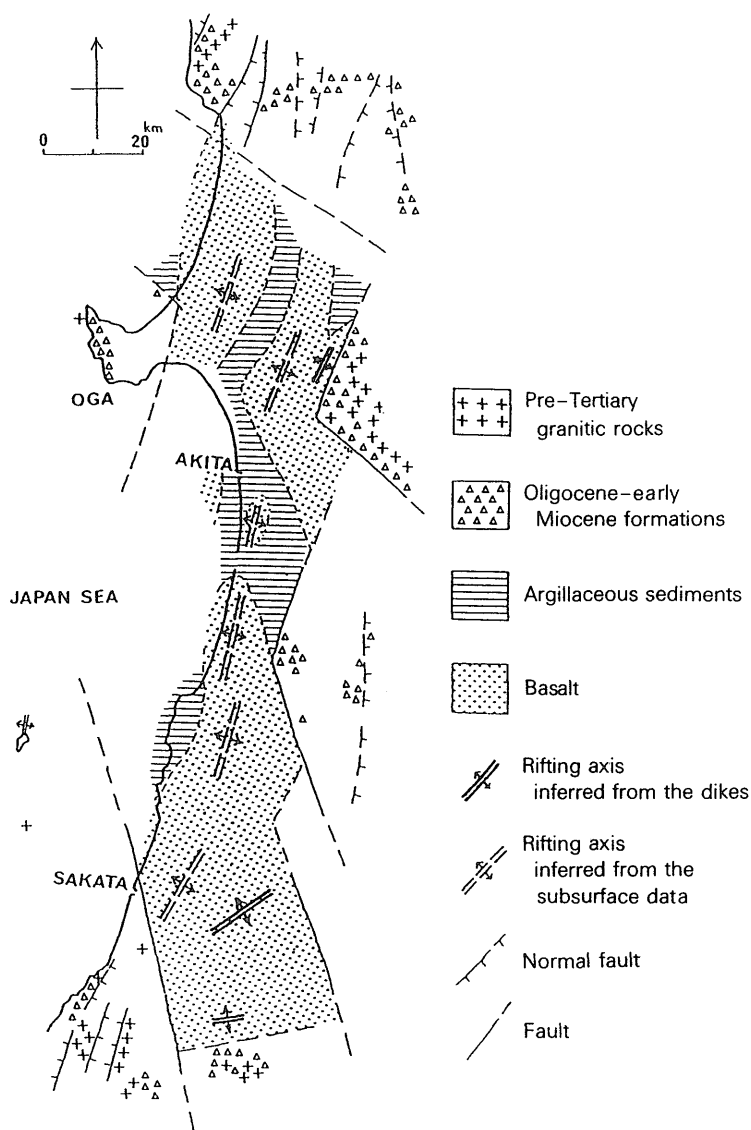 km
0 20
OGA
AKITA
JAPAN SEA
SAKATA
Pre-Tertiary
granitic rocks
Oligocene-early
Miocene formations
Argillaceous sediments
Basalt
Rifting axis
inferred from the dikes
Rifting axis
inferred from the
subsurface data
Normal fault
Fault